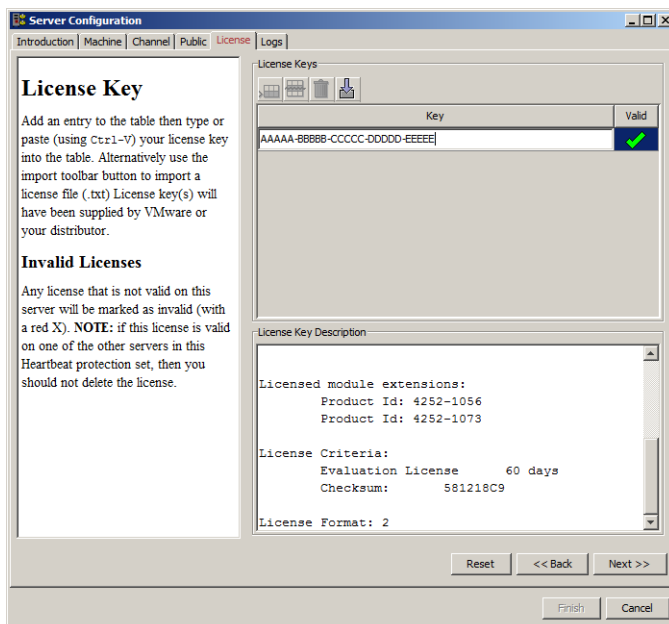 Server Configuration
Introduction Machine Channel Public License Logs
License Key
Add an entry to the table then type or
paste (using Ctrl-V) your license key
into the table. Alternatively use the
import toolbar button to import a
license file (.txt) License key(s) will
have been supplied by VMware or
your distributor.
Invalid Licenses
Any license that is not valid on this
server will be marked as invalid (with
a red X). NOTE: if this license is valid
on one of the other servers in this
Heartbeat protection set, then you
should not delete the license.
License Keys
Key Valid
AAAAA-BBBBB-CCCCC-DDDDD-EEEEE
License Key Description
Licensed module extensions:
Product Id: 4252-1056
Product Id: 4252-1073
License Criteria:
Evaluation License 60 days
Checksum: 581218C9
License Format: 2
Reset << Back Next >>
Finish Cancel